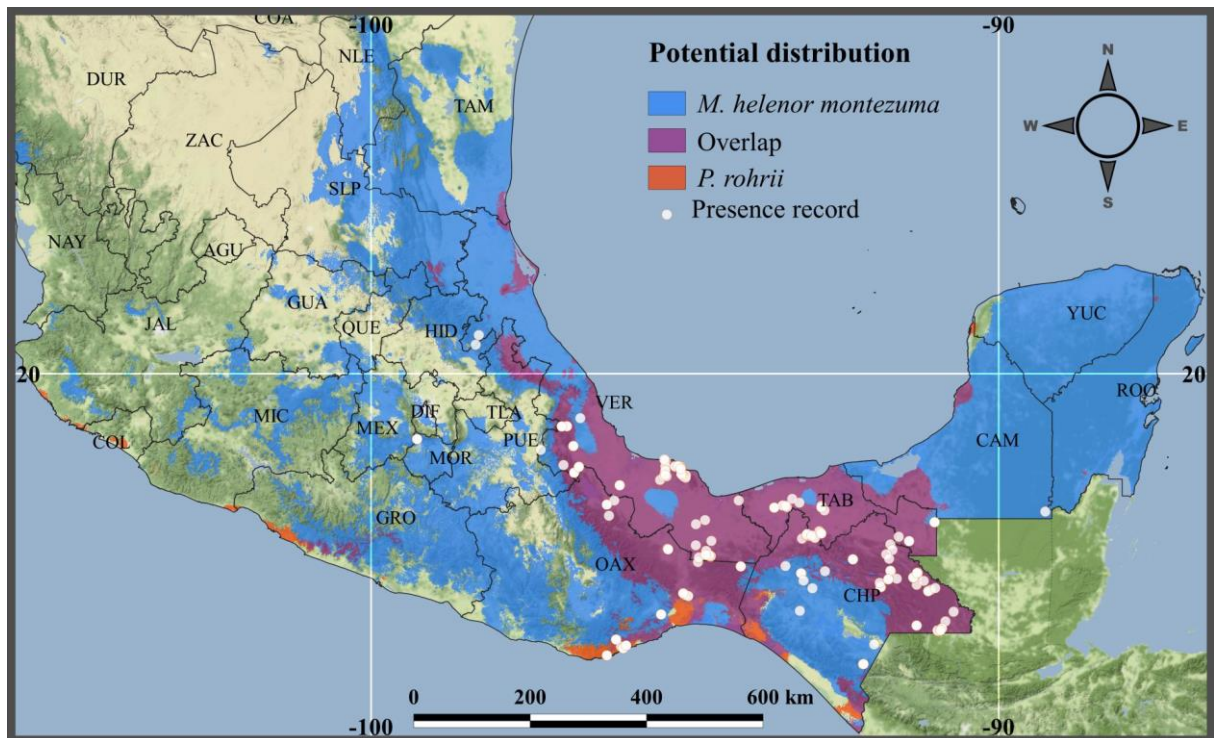 COA
-100
-90
NLE
Potential distribution
N
DUR
TAM
M. helenor montezuma
W
E
ZAC
Overlap
SLP
P. rohrii
S
Presence record
NAY
AGU
GUA
YUC
JAL
QUE
HID
20
20
ROO
MIC
DIF
TLA
VER
COL
MEX
PUE
CAM
MOR
TAB
GRO
OAX
CHP
0
200
400
600 km
-100
-90